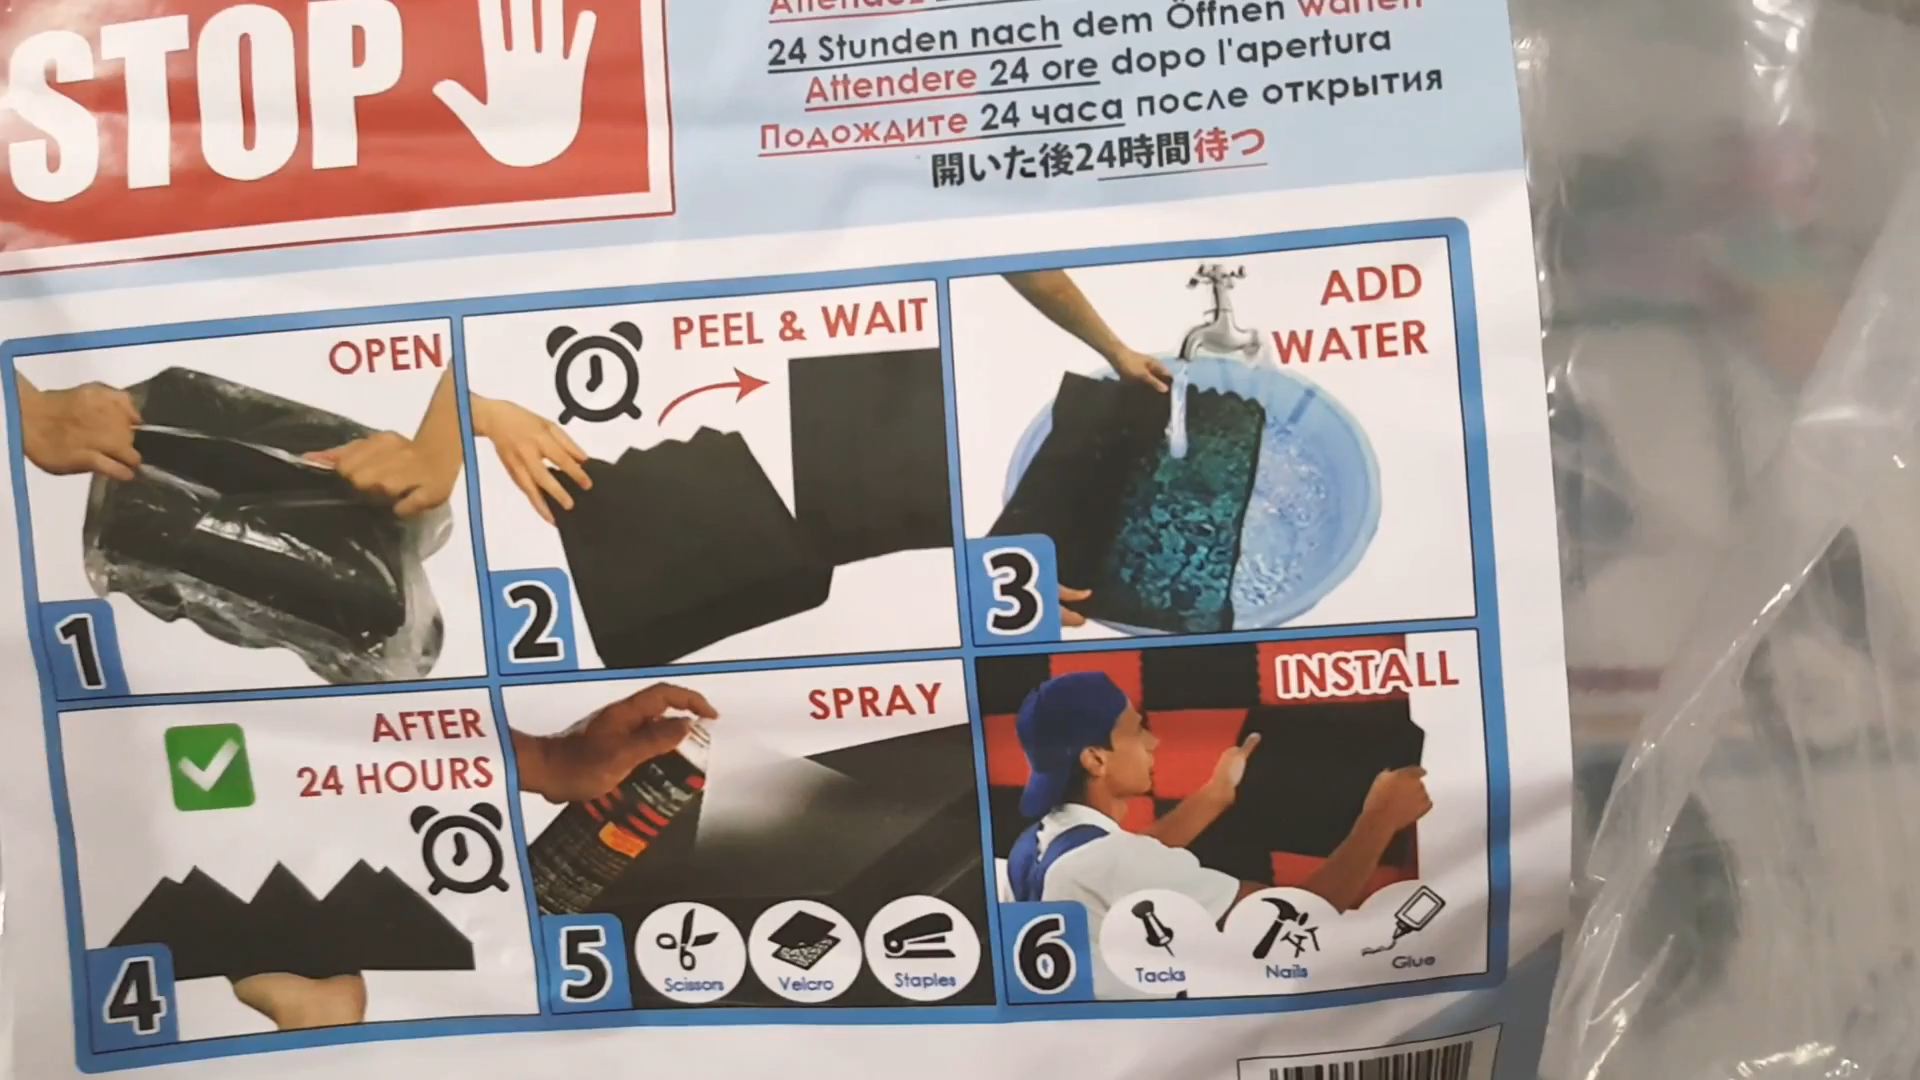 STOP
24 Stunden nach dem Öffnen warten
Attendere 24 ore dopo l'apertura
Подождите 24 часа после открытия
開いた後24時間待つ
OPEN
1
PEEL & WAIT
2
ADD
WATER
3
AFTER
24 HOURS
4
SPRAY
5
Scissors
Velcro
Staples
INSTALL
6
Tacks
Nails
Glue